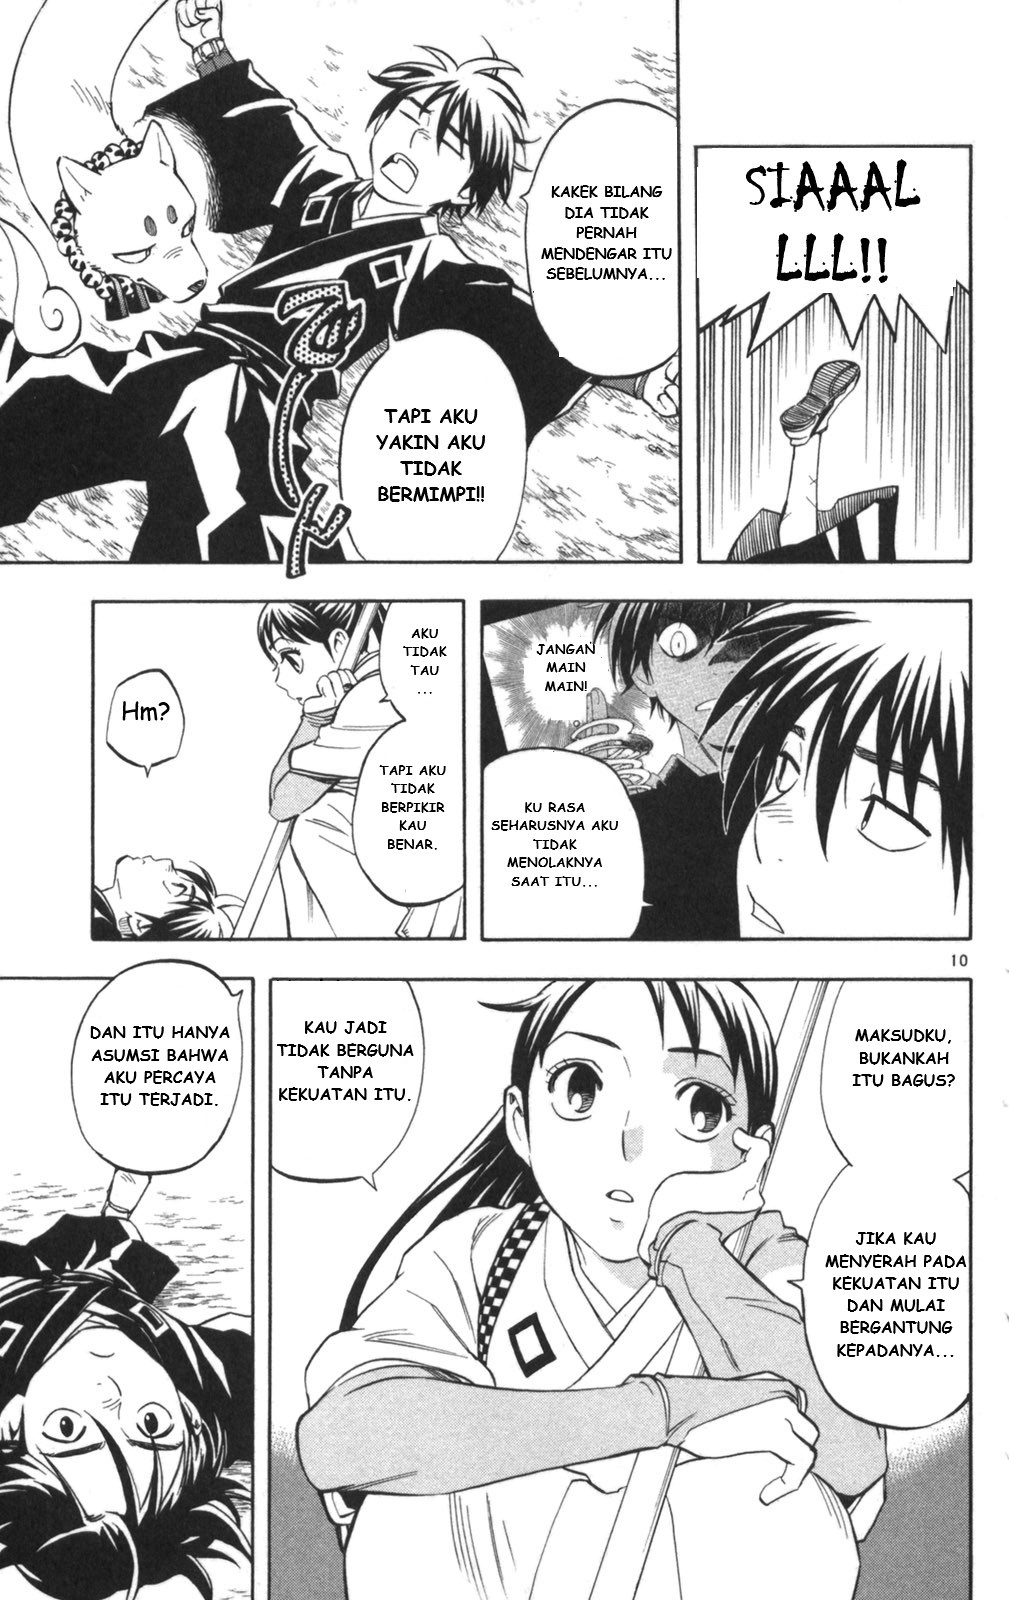 SIAAAL
LLL!!
KAKEK BILANG
DIA TIDAK
PERNAH
MENDENGAR ITU
SEBELUMNYA...
TAPI AKU
YAKIN AKU
TIDAK
BERMIMPI!!
JANGAN
MAIN
MAIN!
KU RASA
SEHARUSNYA AKU
TIDAK
MENOLAKNYA
SAAT ITU...
AKU
TIDAK
TAU
...
TAPI AKU
TIDAK
BERPIKIR
KAU
BENAR.
Hm?
10
MAKSUDKU,
BUKANKAH
ITU BAGUS?
JIKA KAU
MENYERAH PADA
KEKUATAN ITU
DAN MULAI
BERGANTUNG
KEPADANYA...
KAU JADI
TIDAK BERGUNA
TANPA
KEKUATAN ITU.
DAN ITU HANYA
ASUMSI BAHWA
AKU PERCAYA
ITU TERJADI.